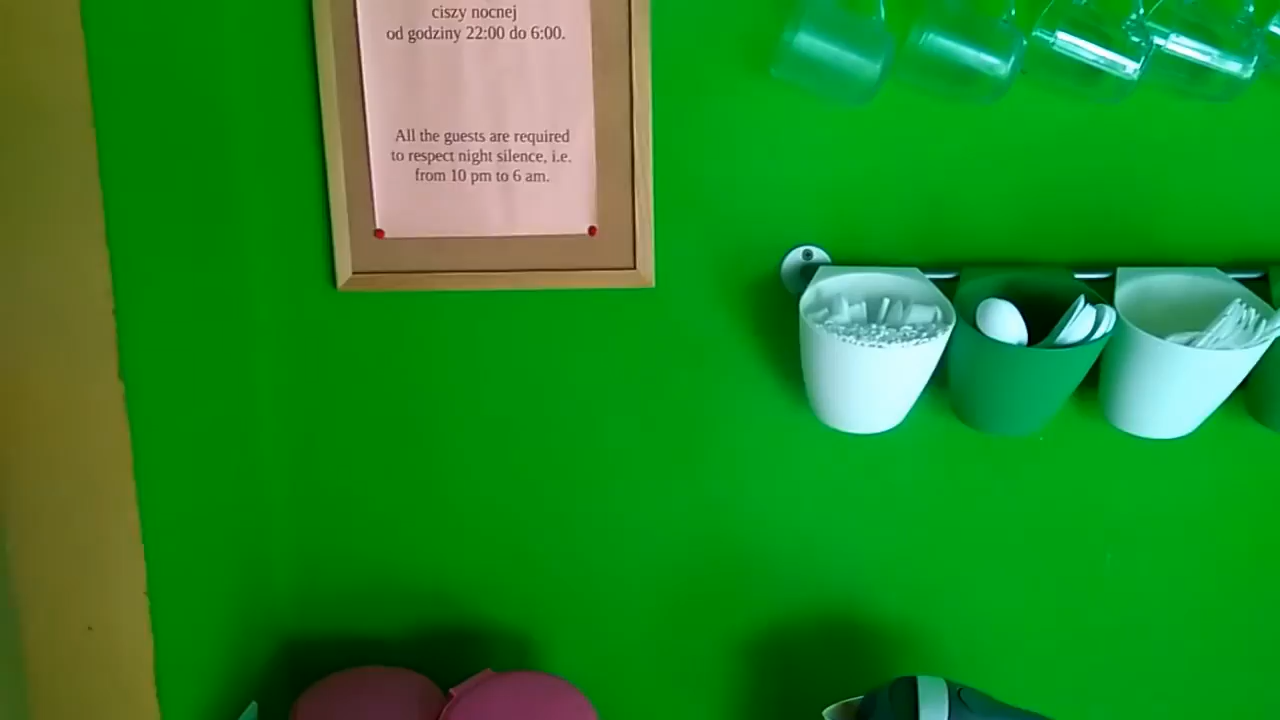 ciszy nocnej
od godziny 22:00 do 6:00.
All the guests are required
to respect night silence, i.e.
from 10 pm to 6 am.